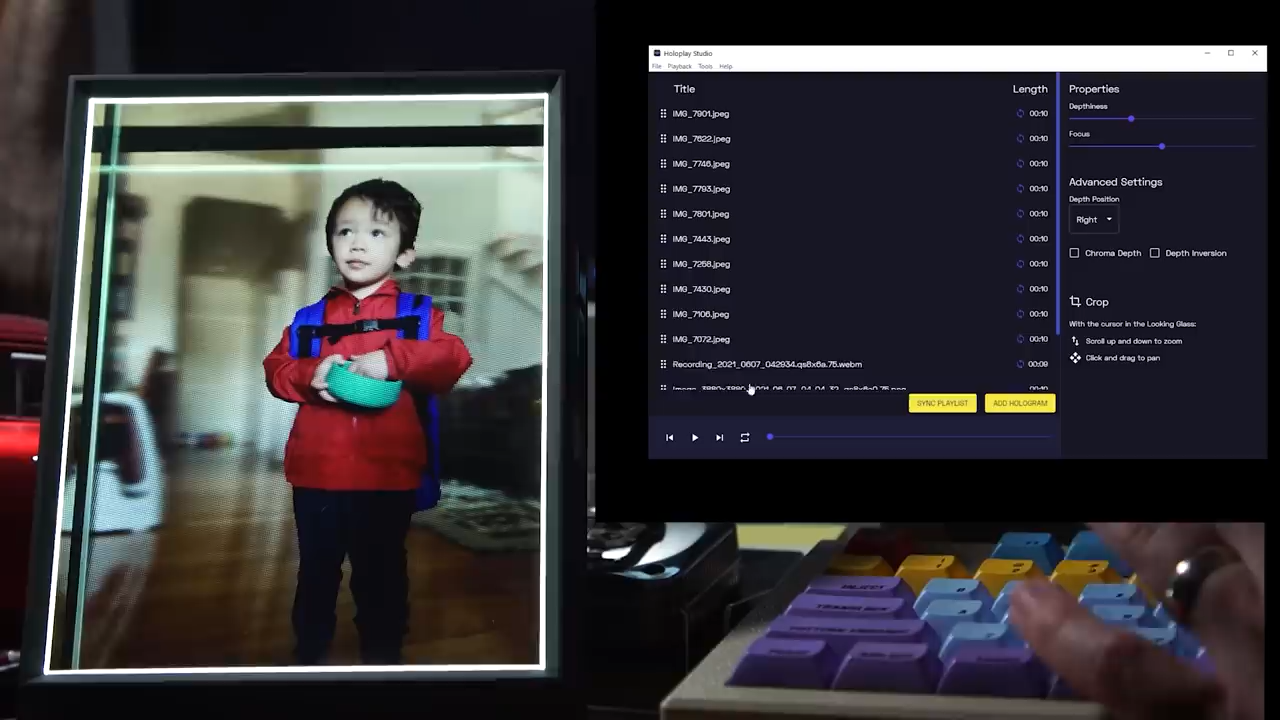 Holoplay Studio
File Playback Tools Help
Title Length
IMG_7901.jpeg 00:10
IMG_7622.jpeg 00:10
IMG_7746.jpeg 00:10
IMG_7793.jpeg 00:10
IMG_7801.jpeg 00:10
IMG_7443.jpeg 00:10
IMG_7258.jpeg 00:10
IMG_7430.jpeg 00:10
IMG_7106.jpeg 00:10
IMG_7072.jpeg 00:10
Recording_2021_0607_042934.qs8x6a.75.webm 00:09
SYNC PLAYLIST ADD HOLOGRAM
Properties
Depthiness
Focus
Advanced Settings
Depth Position
Right
Chroma Depth Depth Inversion
Crop
With the cursor in the Looking Glass:
Scroll up and down to zoom
Click and drag to pan